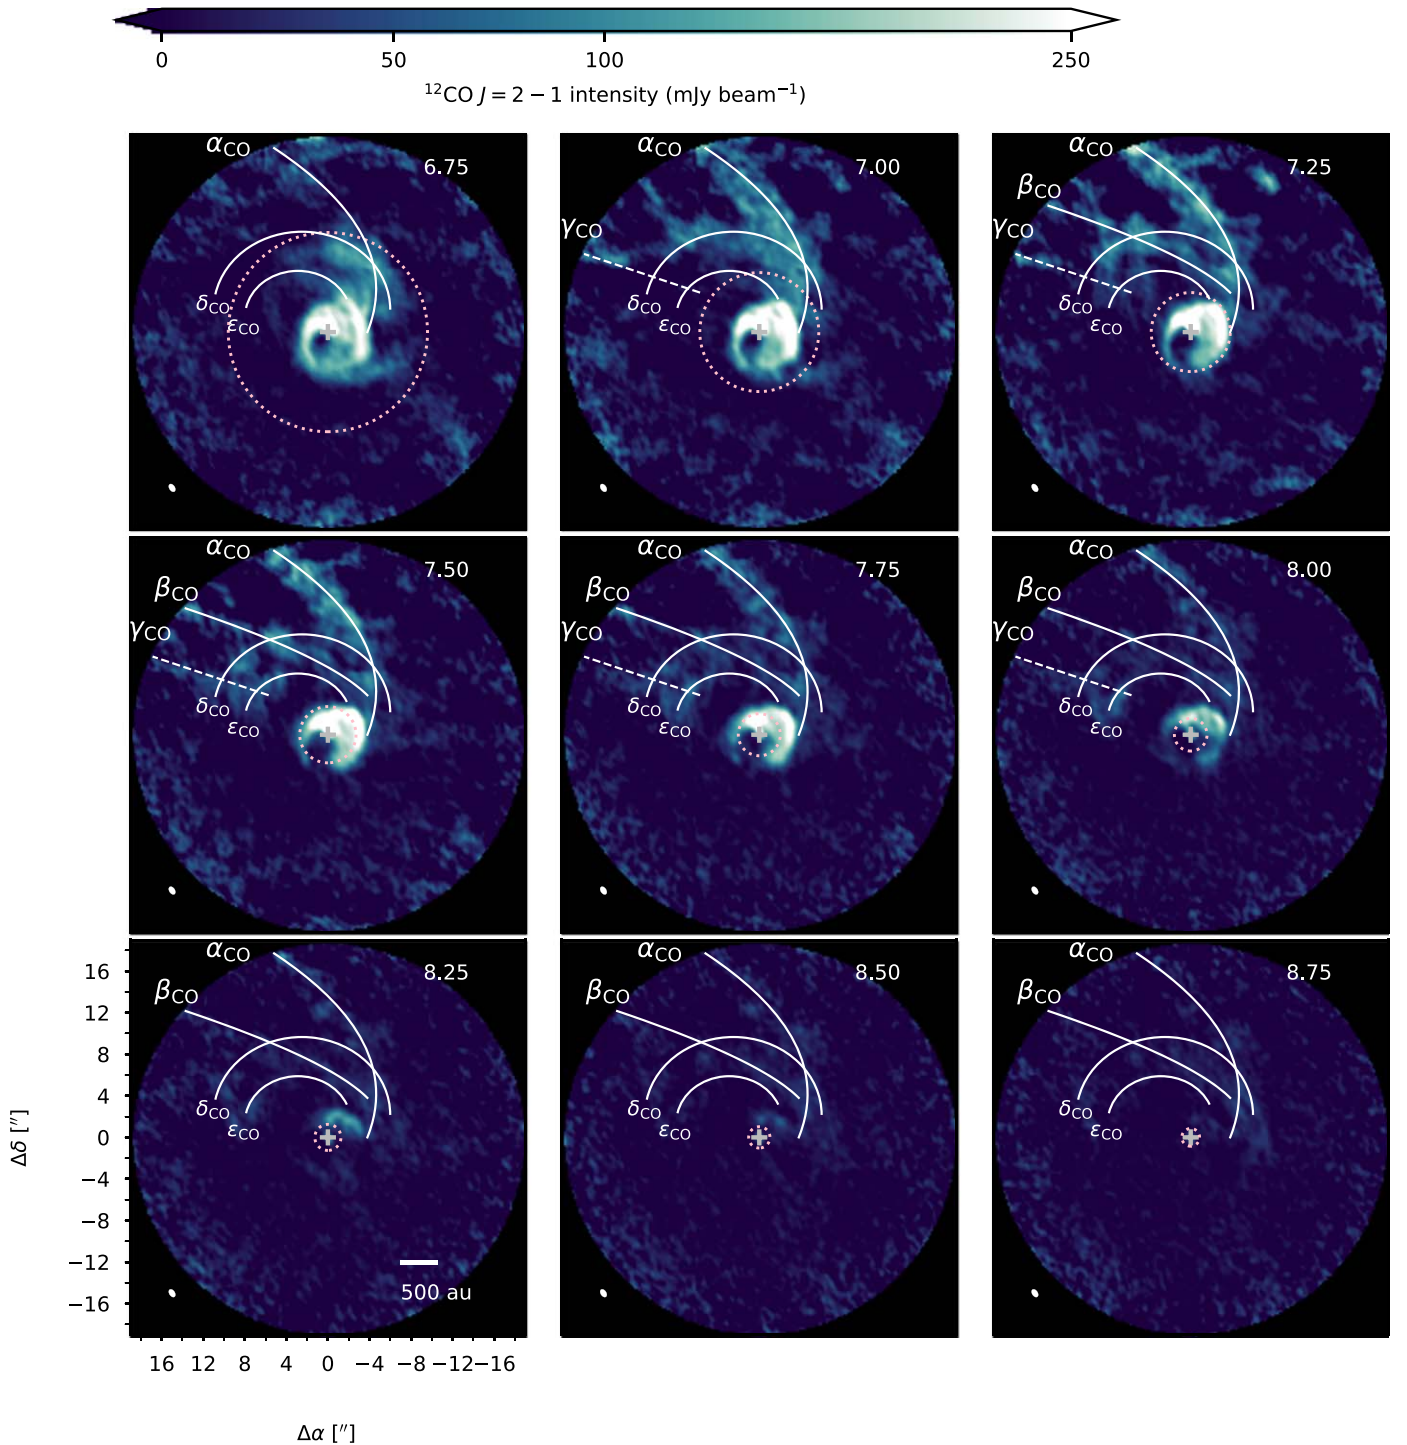 0 50 100 250
¹²CO J = 2 − 1 intensity (mJy beam⁻¹)
α_CO 6.75
δ_CO
ε_CO
α_CO 7.00
γ_CO
δ_CO
ε_CO
α_CO 7.25
β_CO
γ_CO
δ_CO
ε_CO
α_CO 7.50
β_CO
γ_CO
δ_CO
ε_CO
α_CO 7.75
δ_CO
ε_CO
α_CO 8.00
β_CO
γ_CO
δ_CO
ε_CO
α_CO 8.25
β_CO
δ_CO
ε_CO
500 au
α_CO 8.50
β_CO
δ_CO
ε_CO
α_CO 8.75
β_CO
δ_CO
ε_CO
16
12
8
4
0
−4
−8
−12
−16
Δδ [″]
16 12 8 4 0 −4 −8 −12 −16
Δα [″]